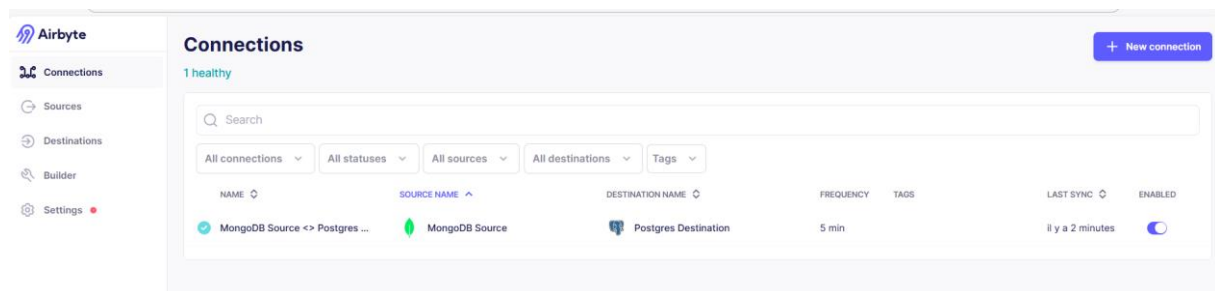 Airbyte
Connections
Sources
Destinations
Builder
Settings
Connections
New connection
1 healthy
Search
All connections All statuses All sources All destinations Tags
NAME SOURCE NAME DESTINATION NAME FREQUENCY TAGS LAST SYNC ENABLED
MongoDB Source <> Postgres ... MongoDB Source Postgres Destination 5 min il y a 2 minutes